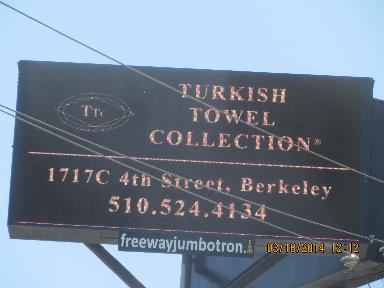 TTC
TURKISH
TOWEL
COLLECTION®
1717C 4th Street, Berkeley
510.524.4134
freewayjumbotron.
03/18/2014 12:12